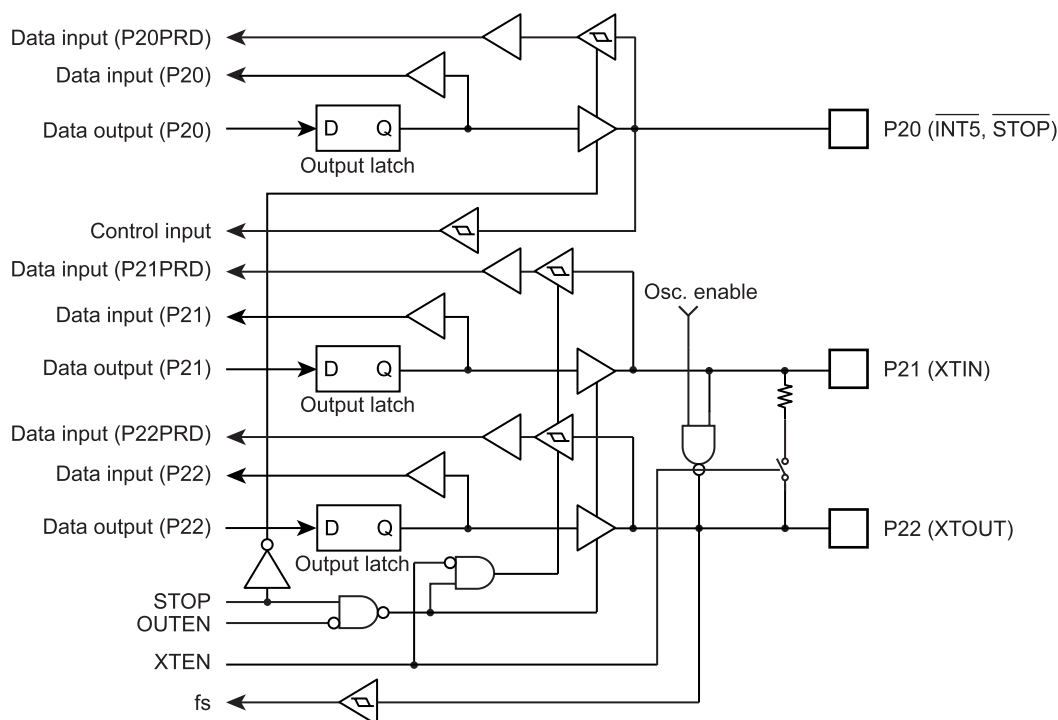 Data input (P20PRD)
Data input (P20)
Data output (P20)
D Q
Output latch
P20 (INT5, STOP)
Control input
Data input (P21PRD)
Osc. enable
Data input (P21)
Data output (P21)
D Q
Output latch
P21 (XTIN)
Data input (P22PRD)
Data input (P22)
Data output (P22)
D Q
Output latch
P22 (XTOUT)
STOP
OUTEN
XTEN
fs